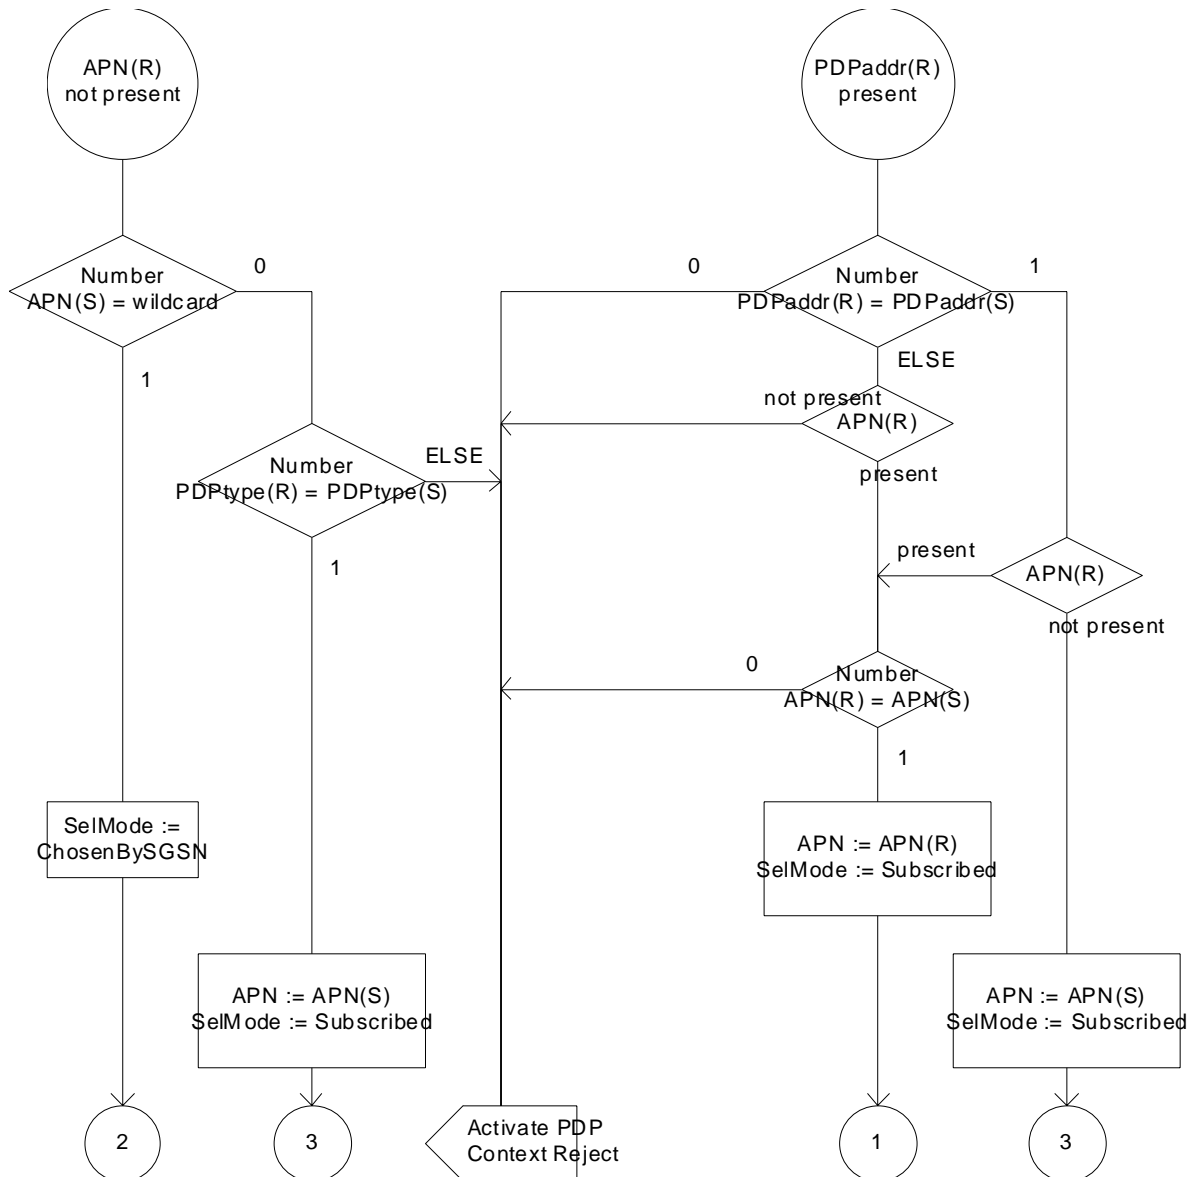 APN(R)
not present
PDPaddr(R)
present
0
Number
APN(S) = wildcard
1
0
Number
PDPaddr(R) = PDPaddr(S)
1
ELSE
not present
APN(R)
present
ELSE
Number
PDPtype(R) = PDPtype(S)
1
present
APN(R)
not present
0
Number
APN(R) = APN(S)
1
SelMode :=
ChosenBySGSN
APN := APN(R)
SelMode := Subscribed
APN := APN(S)
SelMode := Subscribed
APN := APN(S)
SelMode := Subscribed
2
3
Activate PDP
Context Reject
1
3